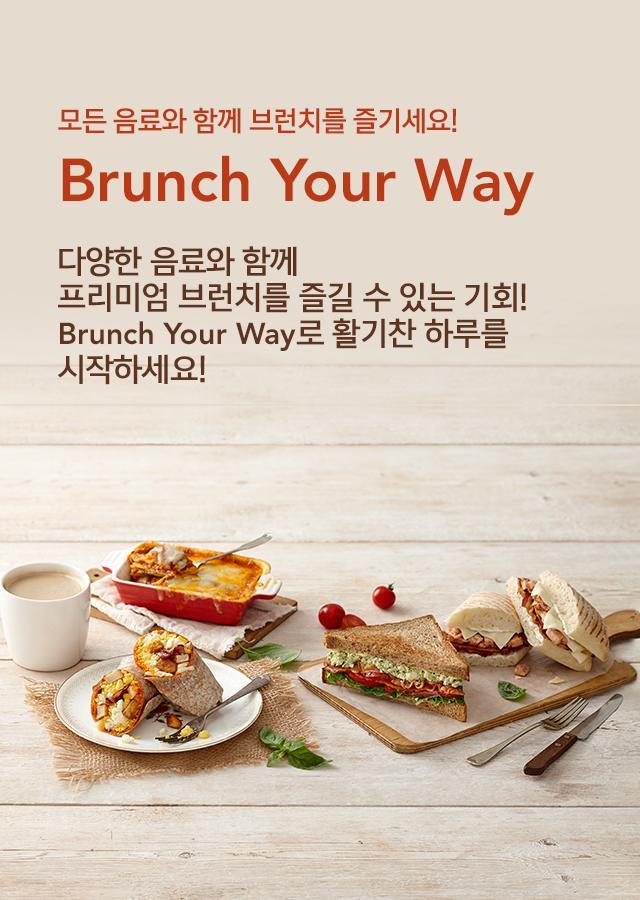 모든 음료와 함께 브런치를 즐기세요!
Brunch Your Way
다양한 음료와 함께
프리미엄 브런치를 즐길 수 있는 기회!
Brunch Your Way로 활기찬 하루를
시작하세요!